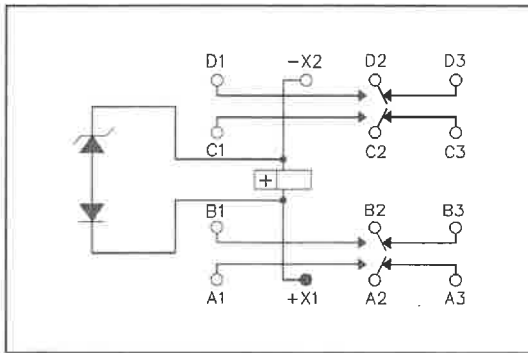 D1 -X2 D2 D3
C1 C2 C3
+
B1 B2 B3
A1 +X1 A2 A3